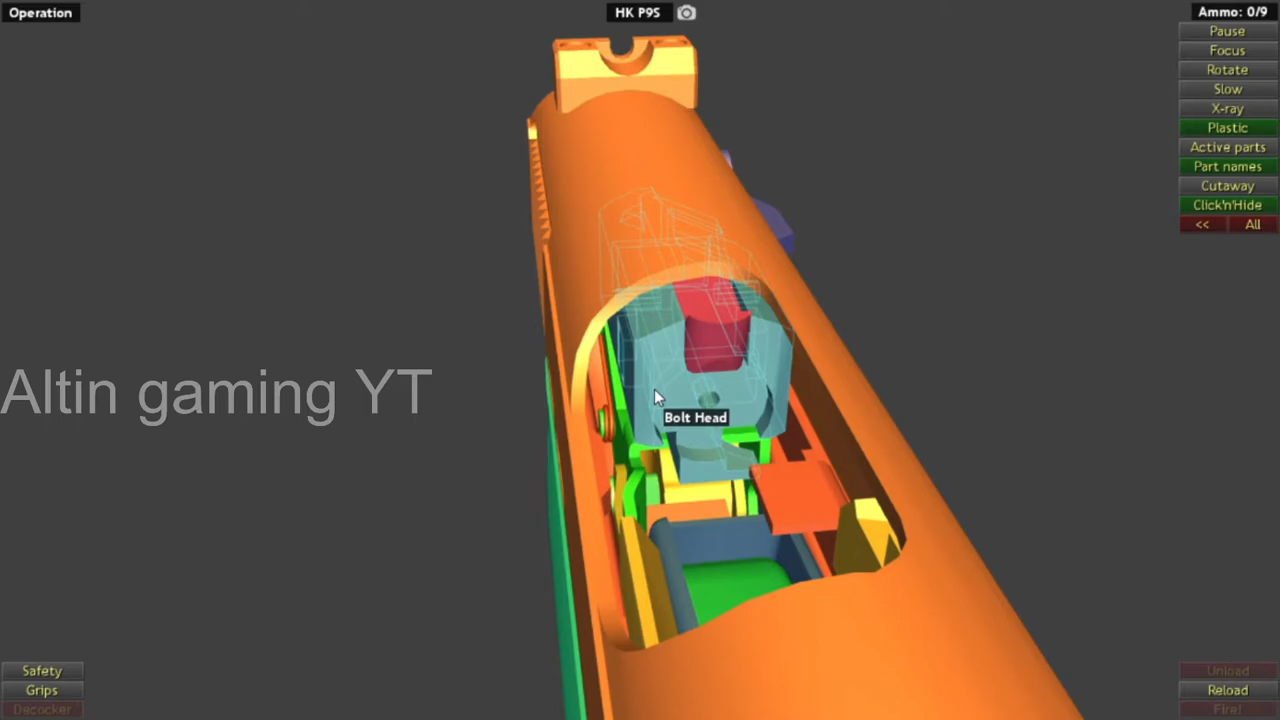 Operation
HK P9S
Ammo: 0/9
Pause
Focus
Rotate
Slow
X-ray
Plastic
Active parts
Part names
Cutaway
Click'n'Hide
<< All
Altin gaming YT
Bolt Head
Safety
Grips
Decocker
Unload
Reload
Fire!